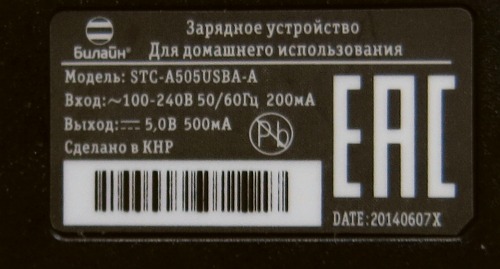 Билайн®
Зарядное устройство
Для домашнего использования
Модель: STC-A505USBA-A
Вход:~100-240В 50/60Гц 200мА
Выход:⎓ 5,0В 500мА
Сделано в КНР
Pb
EAC
DATE:20140607X